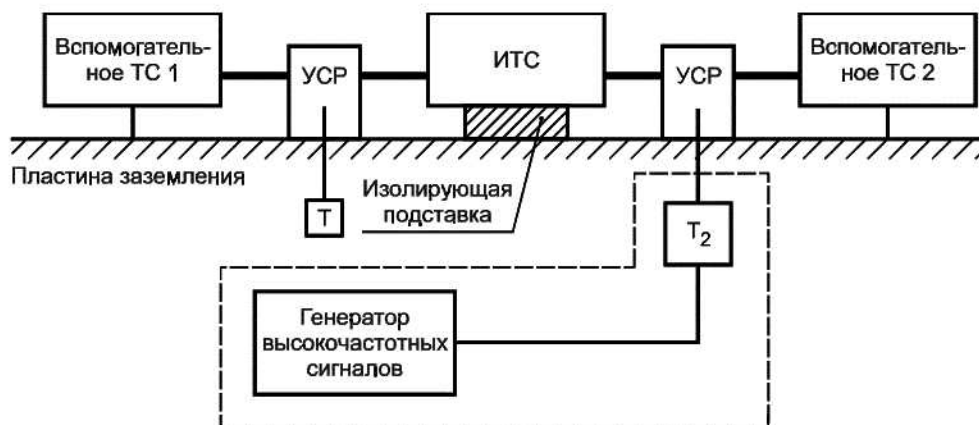 Вспомогатель-
ное ТС 1
УСР
ИТС
УСР
Вспомогатель-
ное ТС 2
Пластина заземления
Т
Изолирующая
подставка
Т2
Генератор
высокочастотных
сигналов